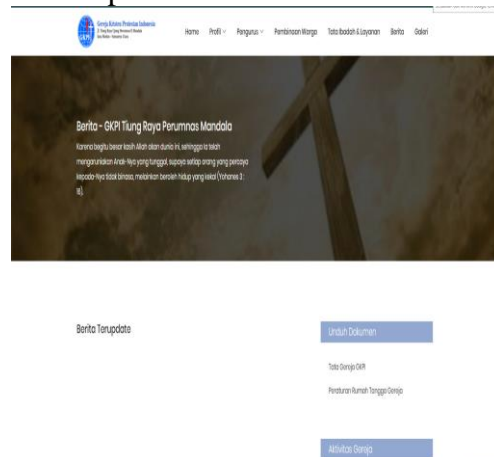 Gereja Kristen Protestan Indonesia
GKPI
Home Profil Pengurus Pembinaan Warga Tata Ibadah & Layanan Berita Galeri
Berita - GKPI Tiung Raya Perumnas Mandala
Karena begitu besar kasih Allah akan dunia ini, sehingga Ia telah
mengaruniakan Anak-Nya yang tunggal, supaya setiap orang yang percaya
kepada-Nya tidak binasa, melainkan beroleh hidup yang kekal (Yohanes 3 :
16).
Berita Terupdate
Unduh Dokumen
Tata Gereja GKPI
Peraturan Rumah Tangga Gereja
Aktivitas Gereja